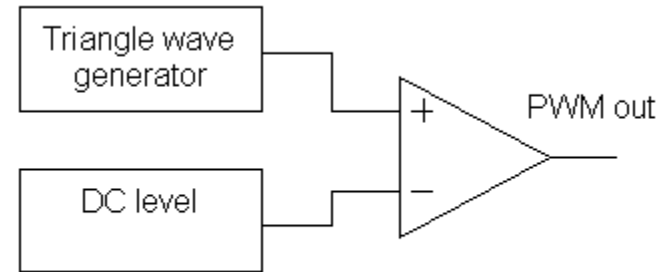 Triangle wave
generator
+
PWM out
−
DC level